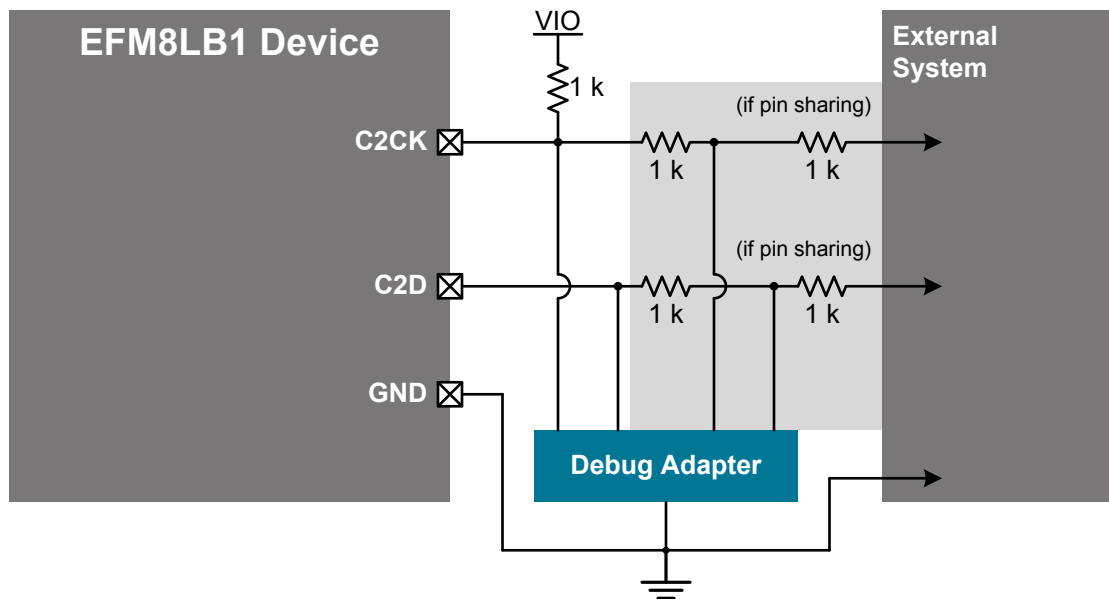 EFM8LB1 Device
VIO
External
System
1 k
(if pin sharing)
C2CK
1 k
1 k
(if pin sharing)
C2D
1 k
1 k
GND
Debug Adapter